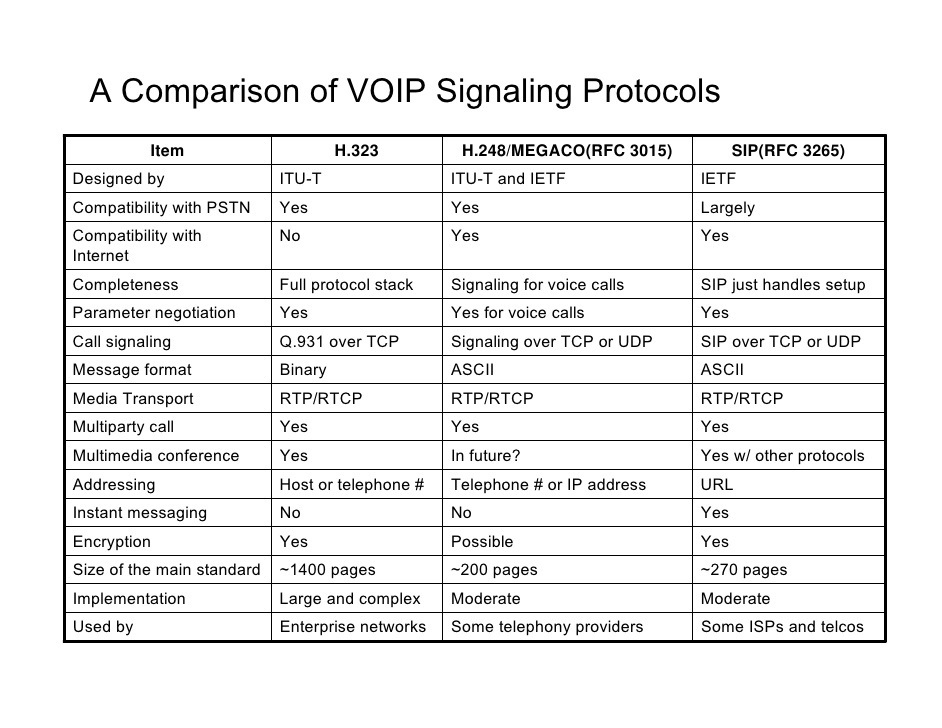 A Comparison of VOIP Signaling Protocols
Item H.323 H.248/MEGACO(RFC 3015) SIP(RFC 3265)
Designed by ITU-T ITU-T and IETF IETF
Compatibility with PSTN Yes Yes Largely
Compatibility with No Yes Yes
Internet
Completeness Full protocol stack Signaling for voice calls SIP just handles setup
Parameter negotiation Yes Yes for voice calls Yes
Call signaling Q.931 over TCP Signaling over TCP or UDP SIP over TCP or UDP
Message format Binary ASCII ASCII
Media Transport RTP/RTCP RTP/RTCP RTP/RTCP
Multiparty call Yes Yes Yes
Multimedia conference Yes In future? Yes w/ other protocols
Addressing Host or telephone # Telephone # or IP address URL
Instant messaging No No Yes
Encryption Yes Possible Yes
Size of the main standard ~1400 pages ~200 pages ~270 pages
Implementation Large and complex Moderate Moderate
Used by Enterprise networks Some telephony providers Some ISPs and telcos